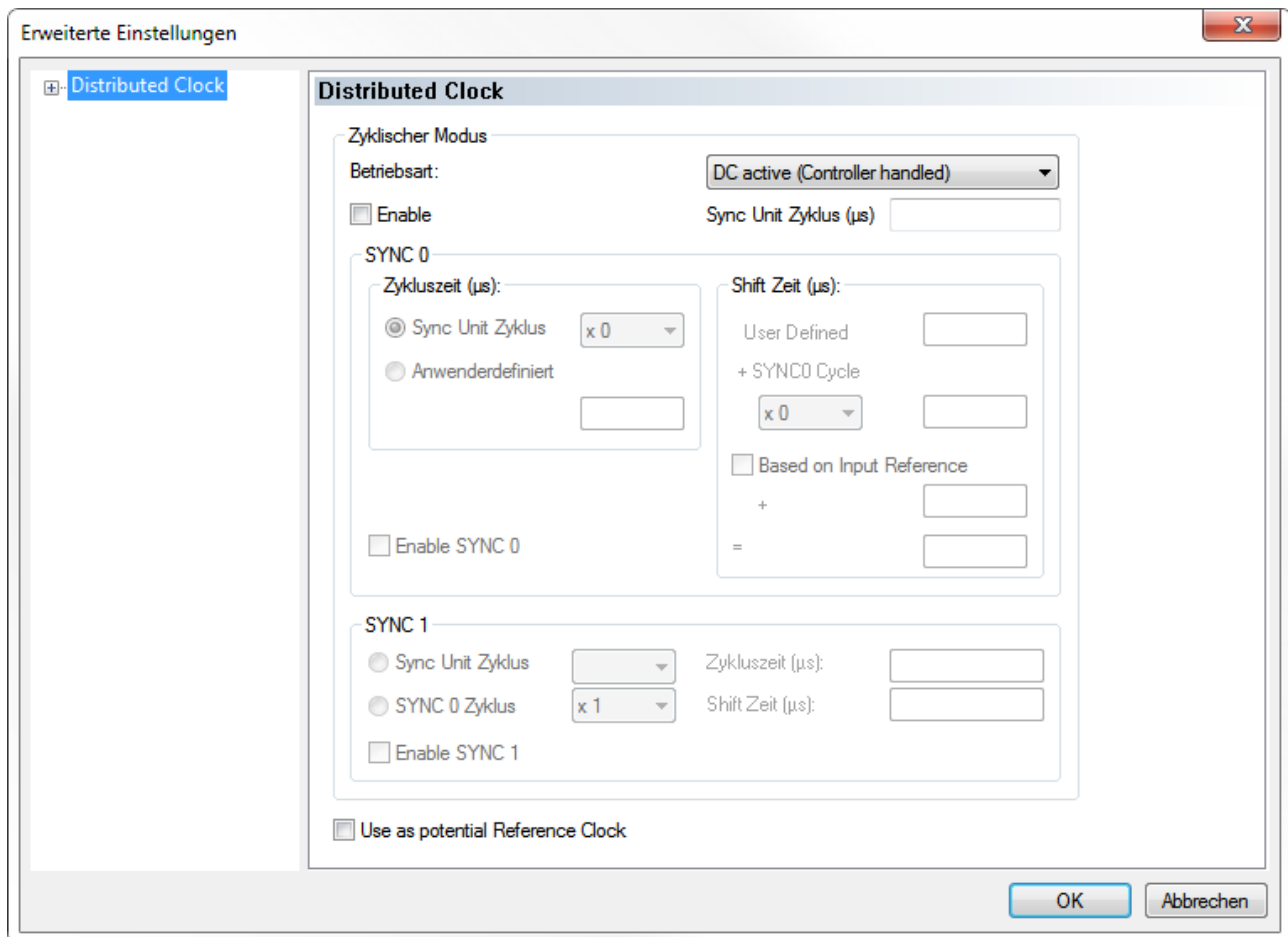 Erweiterte Einstellungen
Distributed Clock
Distributed Clock
Zyklischer Modus
Betriebsart:
DC active (Controller handled)
Enable
Sync Unit Zyklus (µs)
SYNC 0
Zykluszeit (µs):
Sync Unit Zyklus
x 0
Anwenderdefiniert
Shift Zeit (µs):
User Defined
+ SYNC0 Cycle
x 0
Based on Input Reference
+
=
Enable SYNC 0
SYNC 1
Sync Unit Zyklus
Zykluszeit (µs):
SYNC 0 Zyklus
x 1
Shift Zeit (µs):
Enable SYNC 1
Use as potential Reference Clock
OK
Abbrechen